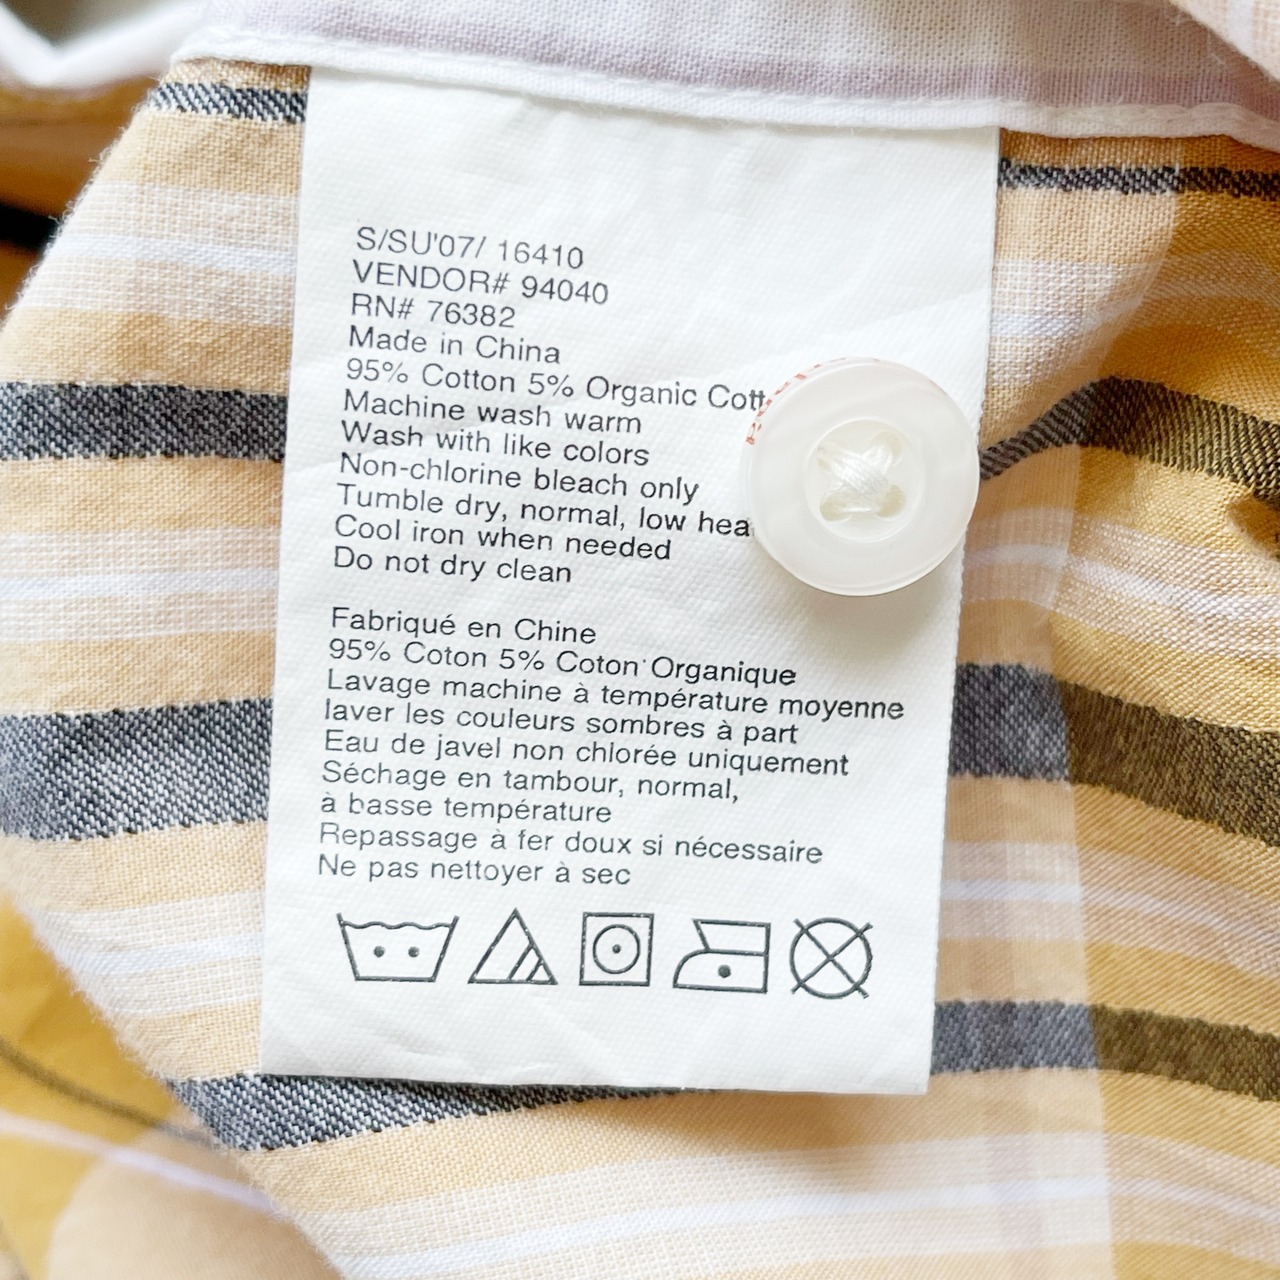 S/SU'07/ 16410
VENDOR# 94040
RN# 76382
Made in China
95% Cotton 5% Organic Cott
Machine wash warm
Wash with like colors
Non-chlorine bleach only
Tumble dry, normal, low hea
Cool iron when needed
Do not dry clean
Fabriqué en Chine
95% Coton 5% Coton Organique
Lavage machine à température moyenne
laver les couleurs sombres à part
Eau de javel non chlorée uniquement
Séchage en tambour, normal,
à basse température
Repassage à fer doux si nécessaire
Ne pas nettoyer à sec